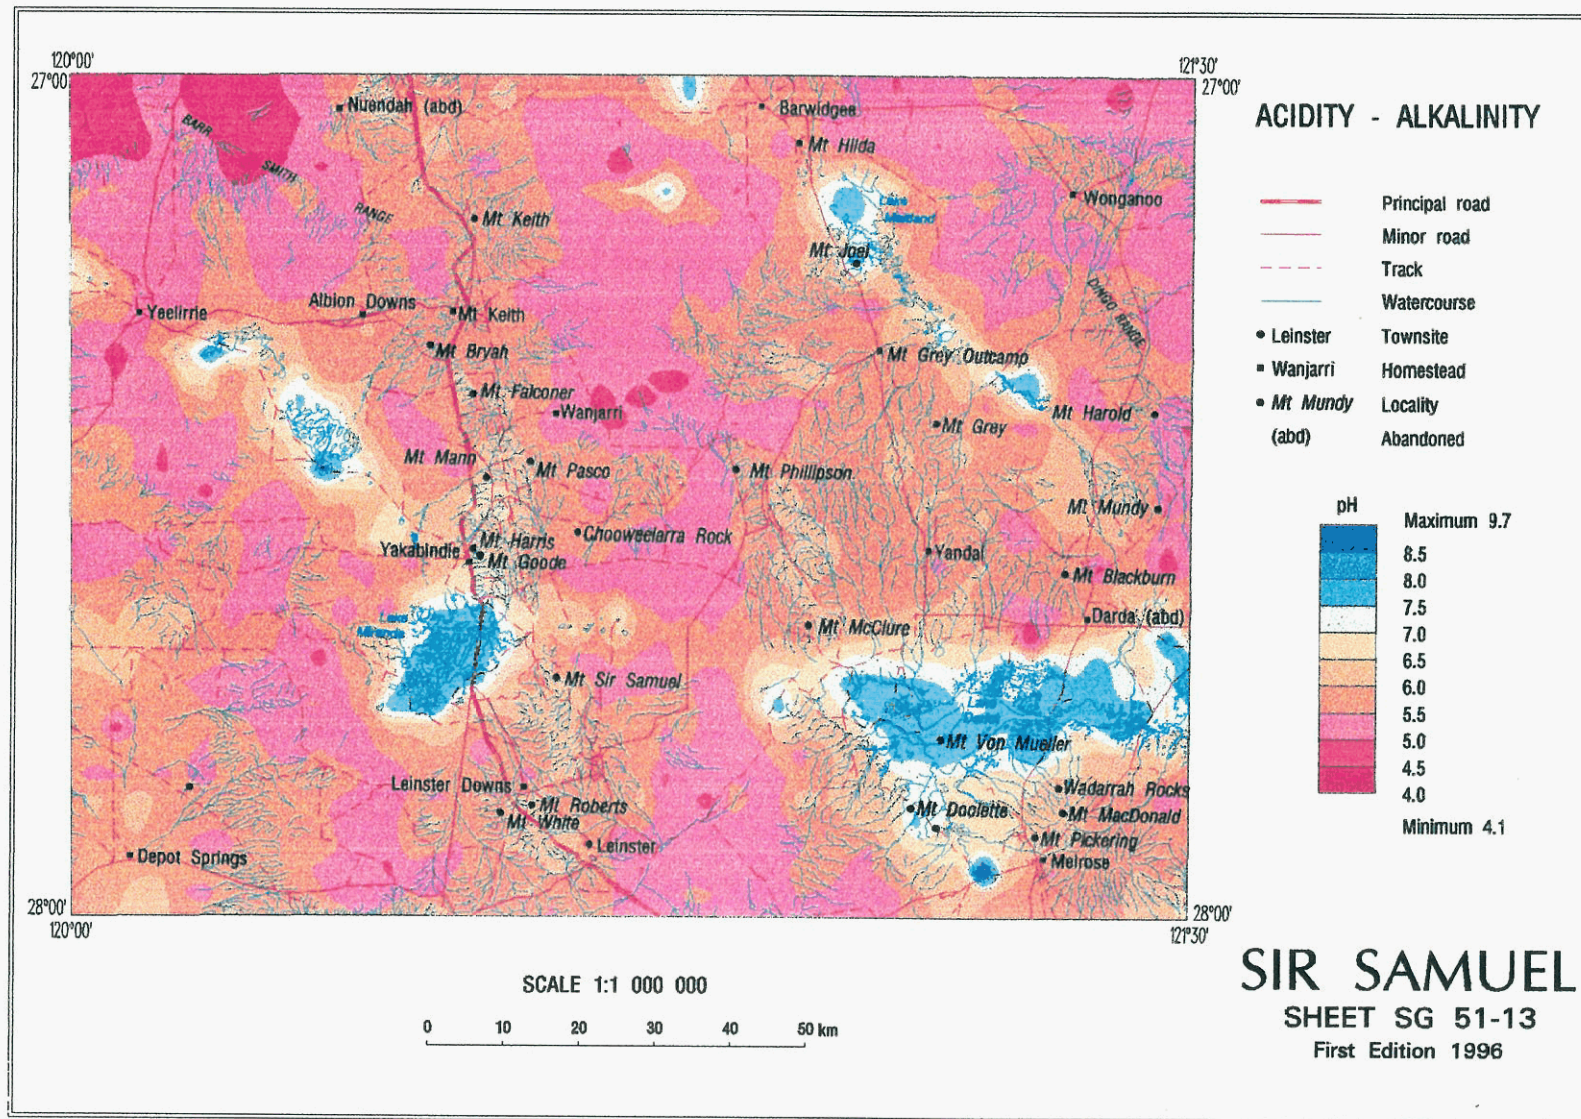 120°00'
27°00'
121°30'
27°00'
Nuendah (abd)
Barwidgee
BARR
SMITH
RANGE
Mt Hilda
Wonganoo
Lake
Maitland
Mt Keith
Mt Joel
DINGO RANGE
Yeelirrie
Albion Downs
Mt Keith
Mt Bryah
Mt Grey Outcamp
Mt Falconer
Wanjarri
Mt Harold
Mt Grey
Mt Mann
Mt Pasco
Mt Phillipson
Mt Mundy
Chooweelarra Rock
Mt Harris
Yakabindie
Mt Goode
Yandal
Mt Blackburn
Lake
Miranda
Mt McClure
Darda (abd)
Mt Sir Samuel
Mt Von Mueller
Leinster Downs
Wadarrah Rocks
Mt Roberts
Mt White
Mt Doolette
Mt MacDonald
Mt Pickering
Leinster
Melrose
Depot Springs
28°00'
120°00'
28°00'
121°30'
ACIDITY - ALKALINITY
Principal road
Minor road
Track
Watercourse
Leinster Townsite
Wanjarri Homestead
Mt Mundy Locality
(abd) Abandoned
pH
Maximum 9.7
8.5
8.0
7.5
7.0
6.5
6.0
5.5
5.0
4.5
4.0
Minimum 4.1
SCALE 1:1 000 000
0 10 20 30 40 50 km
SIR SAMUEL
SHEET SG 51-13
First Edition 1996